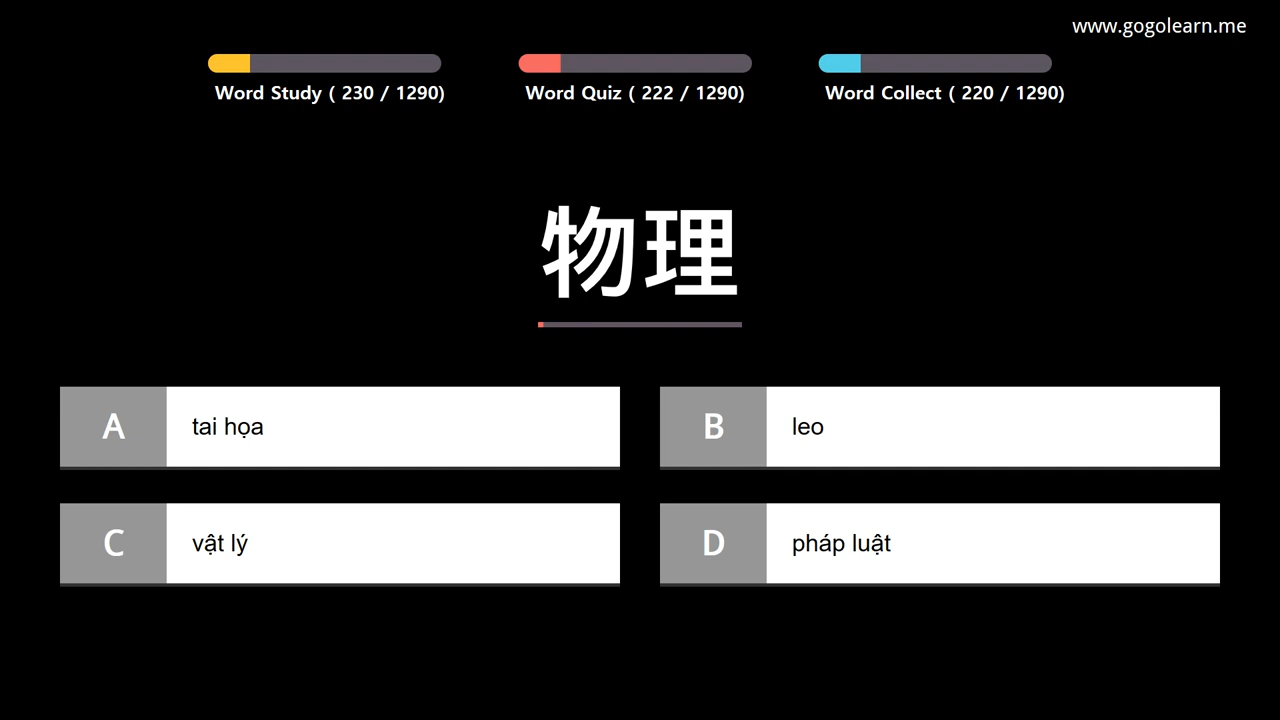 www.gogolearn.me
Word Study ( 230 / 1290)
Word Quiz ( 222 / 1290)
Word Collect ( 220 / 1290)
物理
A tai họa
B leo
C vật lý
D pháp luật